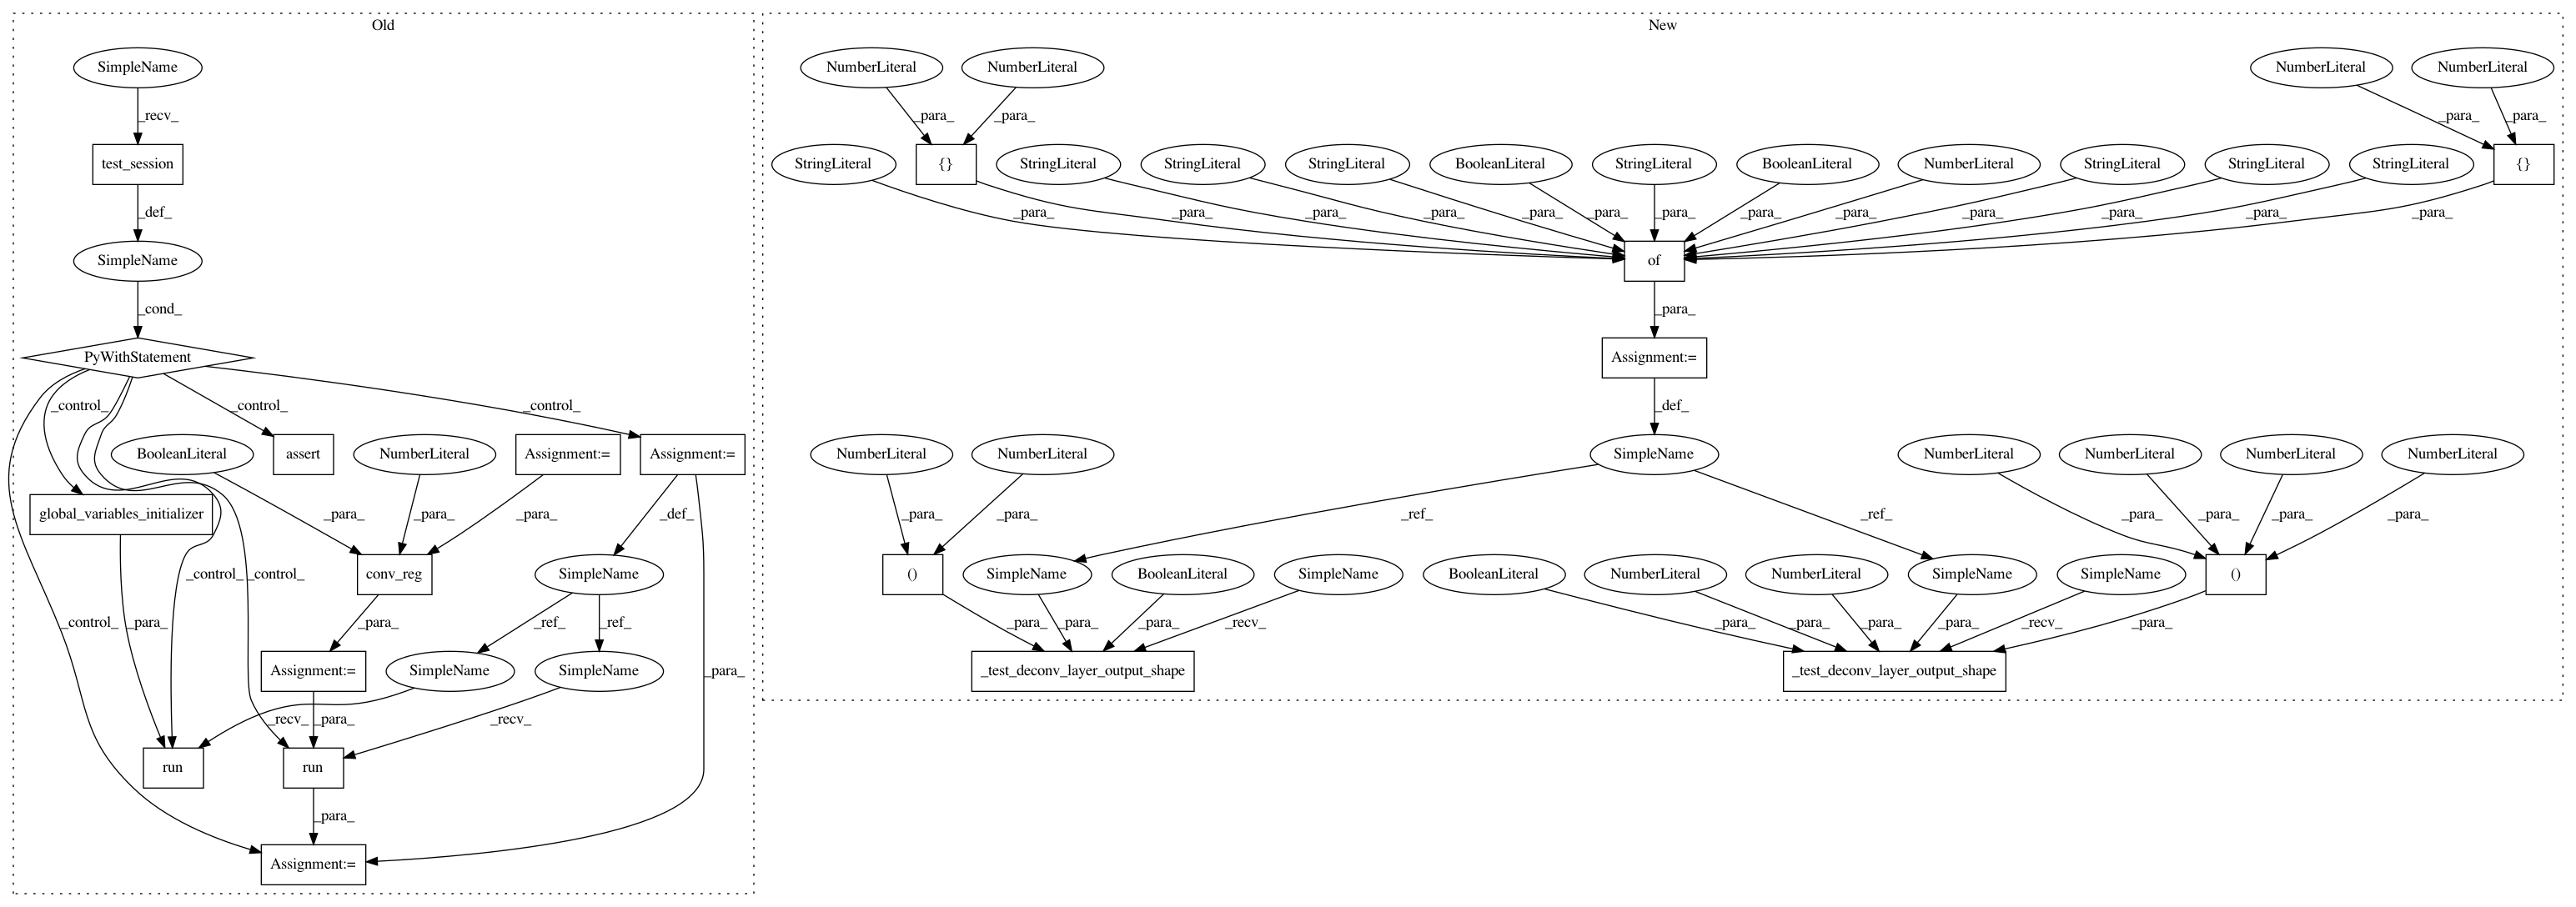 Old
New
SimpleName
NumberLiteral
NumberLiteral
NumberLiteral
NumberLiteral
_recv_
_para_
_para_
_para_
_para_
test_session
StringLiteral
{}
StringLiteral
StringLiteral
StringLiteral
BooleanLiteral
StringLiteral
BooleanLiteral
NumberLiteral
StringLiteral
StringLiteral
StringLiteral
{}
_def_
_para_
_para_
_para_
_para_
_para_
_para_
_para_
_para_
_para_
_para_
_para_
_para_
_para_
SimpleName
of
_cond_
_para_
PyWithStatement
Assignment:=
_control_
_control_
_control_
_def_
BooleanLiteral
assert
NumberLiteral
Assignment:=
Assignment:=
NumberLiteral
NumberLiteral
SimpleName
NumberLiteral
NumberLiteral
NumberLiteral
NumberLiteral
global_variables_initializer
_para_
_para_
_para_
_def_
_para_
_para_
_ref_
_ref_
_para_
_para_
_para_
_para_
_control_
_control_
conv_reg
SimpleName
()
SimpleName
BooleanLiteral
SimpleName
BooleanLiteral
NumberLiteral
NumberLiteral
SimpleName
SimpleName
()
_control_
_para_
_para_
_ref_
_ref_
_para_
_para_
_para_
_recv_
_para_
_para_
_para_
_para_
_recv_
_para_
Assignment:=
SimpleName
SimpleName
_para_
_test_deconv_layer_output_shape
_test_deconv_layer_output_shape
_recv_
_para_
_recv_
run
run
_para_
Assignment:=